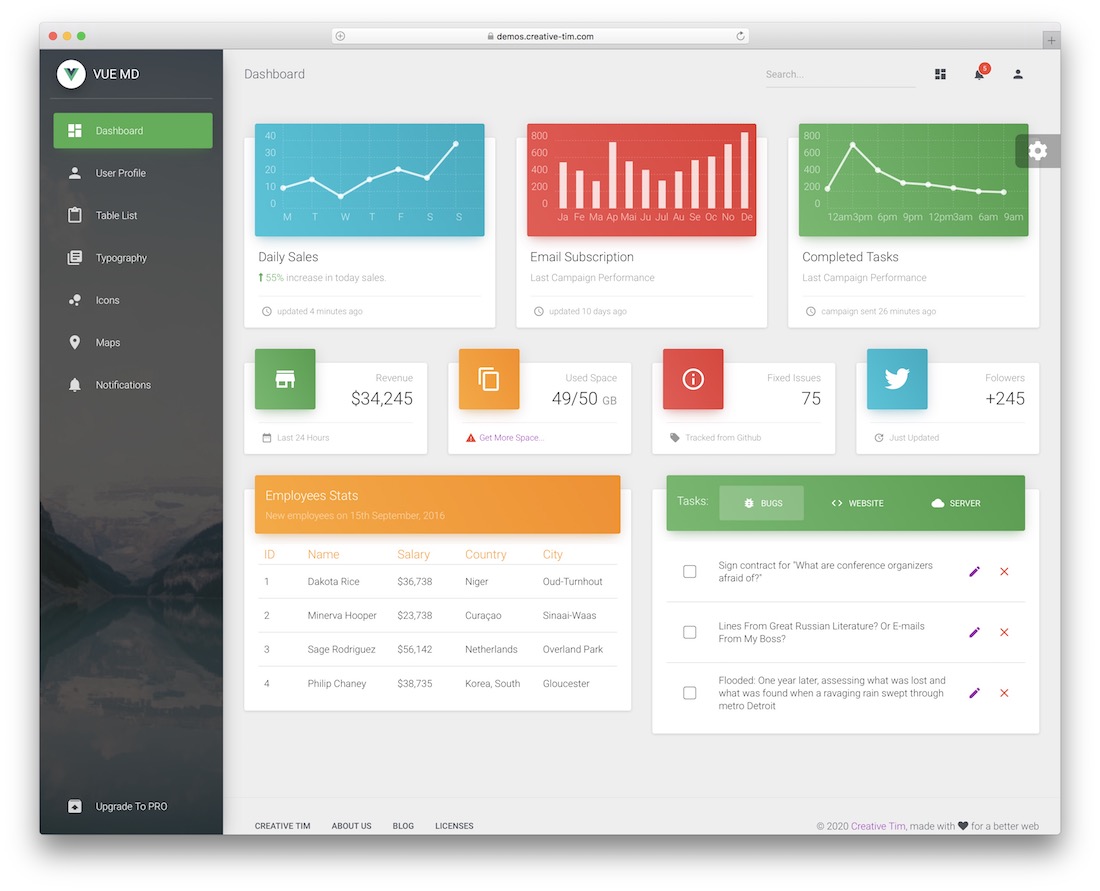 demos.creative-tim.com
VUE MD
Dashboard
User Profile
Table List
Typography
Icons
Maps
Notifications
Upgrade To PRO
Dashboard
Search...
5
40
30
20
10
0
M T W T F S S
Daily Sales
55% increase in today sales.
updated 4 minutes ago
800
600
400
200
0
Ja Fe Ma Ap Mai Ju Jul Au Se Oc No De
Email Subscription
Last Campaign Performance
updated 10 days ago
800
600
400
200
0
12am3pm 6pm 9pm 12pm3am 6am 9am
Completed Tasks
Last Campaign Performance
campaign sent 26 minutes ago
Revenue
$34,245
Last 24 Hours
Used Space
49/50 GB
Get More Space...
Fixed Issues
75
Tracked from Github
Folowers
+245
Just Updated
Employees Stats
New employees on 15th September, 2016
ID Name Salary Country City
1 Dakota Rice $36,738 Niger Oud-Turnhout
2 Minerva Hooper $23,738 Curaçao Sinaai-Waas
3 Sage Rodriguez $56,142 Netherlands Overland Park
4 Philip Chaney $38,735 Korea, South Gloucester
Tasks: BUGS WEBSITE SERVER
Sign contract for "What are conference organizers
afraid of?"
Lines From Great Russian Literature? Or E-mails
From My Boss?
Flooded: One year later, assessing what was lost and
what was found when a ravaging rain swept through
metro Detroit
CREATIVE TIM ABOUT US BLOG LICENSES
© 2020 Creative Tim, made with ♥ for a better web